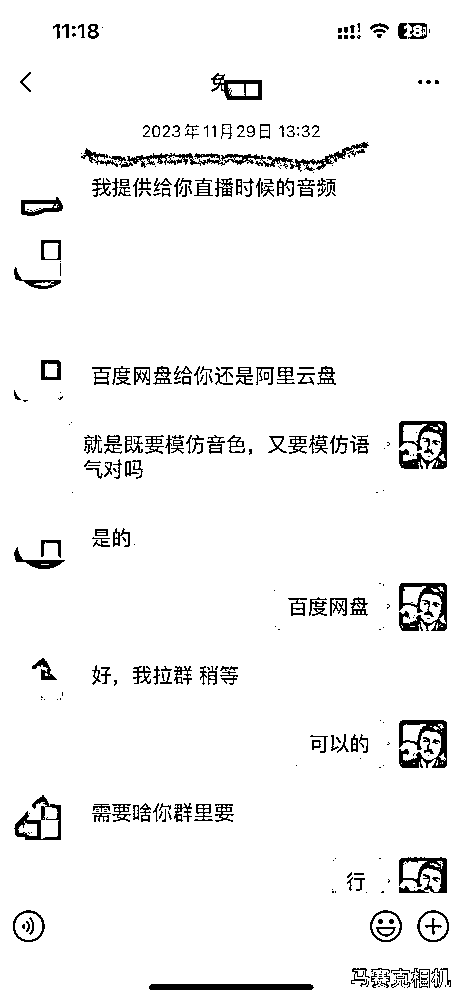 11:18
免
2023年11月29日 13:32
我提供给你直播时候的音频
百度网盘给你还是阿里云盘
就是既要模仿音色，又要模仿语
气对吗
是的
百度网盘
好，我拉群 稍等
可以的
需要啥你群里要
行
马赛克相机